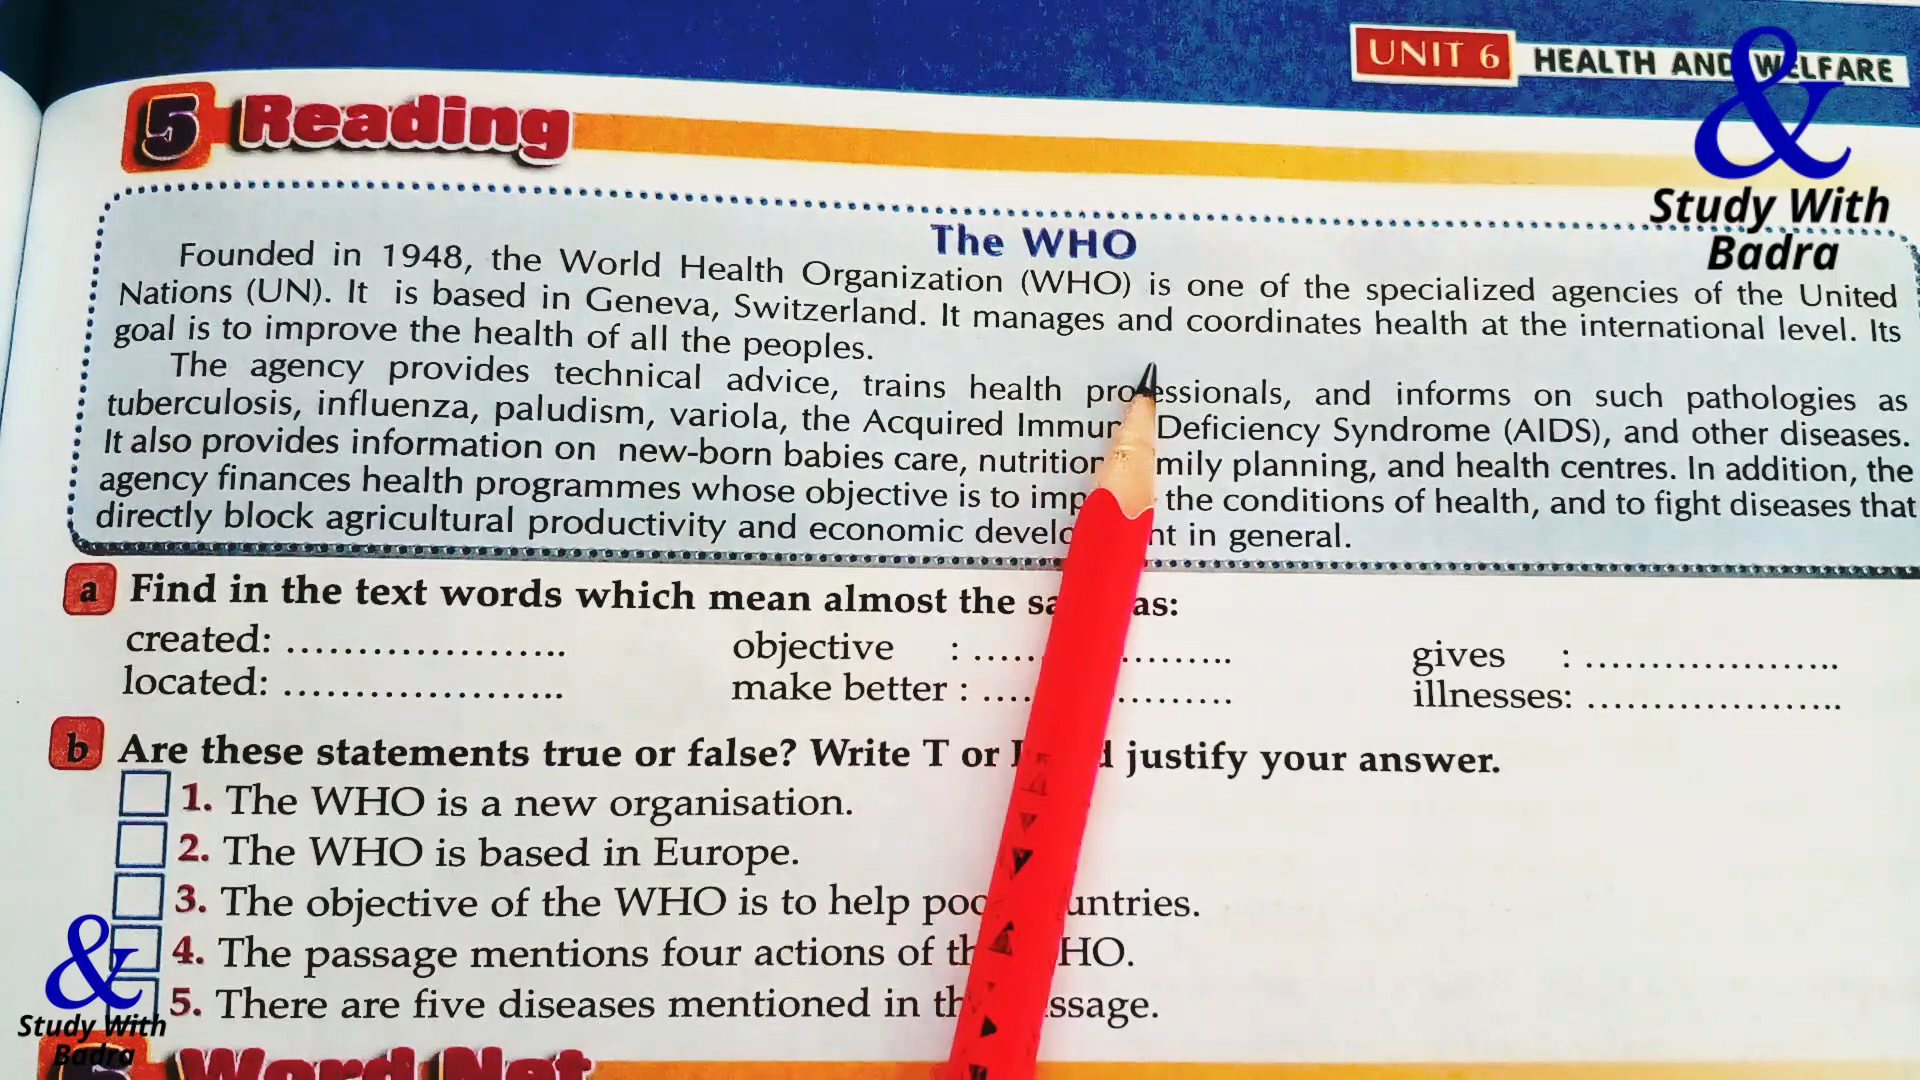 UNIT 6 HEALTH AND WELFARE
&
Study With
Badra
5 Reading
The WHO
Founded in 1948, the World Health Organization (WHO) is one of the specialized agencies of the United
Nations (UN). It is based in Geneva, Switzerland. It manages and coordinates health at the international level. Its
goal is to improve the health of all the peoples.
The agency provides technical advice, trains health professionals, and informs on such pathologies as
tuberculosis, influenza, paludism, variola, the Acquired Immun Deficiency Syndrome (AIDS), and other diseases.
It also provides information on new-born babies care, nutrition mily planning, and health centres. In addition, the
agency finances health programmes whose objective is to imp the conditions of health, and to fight diseases that
directly block agricultural productivity and economic develo nt in general.
a Find in the text words which mean almost the sa as:
created: .................... objective : .................... gives : ....................
located: .................... make better : .................... illnesses: ....................
b Are these statements true or false? Write T or justify your answer.
1. The WHO is a new organisation.
2. The WHO is based in Europe.
3. The objective of the WHO is to help poo untries.
4. The passage mentions four actions of th HO.
5. There are five diseases mentioned in th ssage.
&
Study With
Badra
Word Net